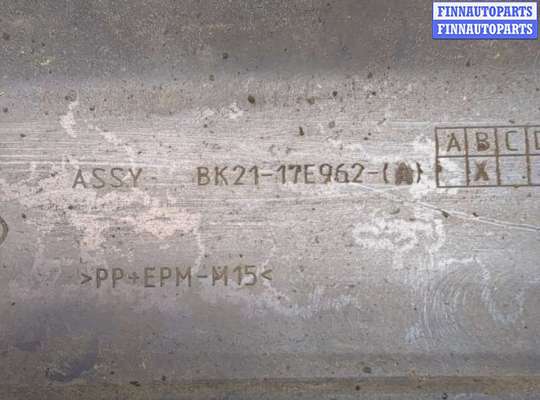 FINNAUTOPARTS
FINNAUTOPARTS
A B C
ASSY BK21-17E962-(A) X
>PP+EPM-M15<